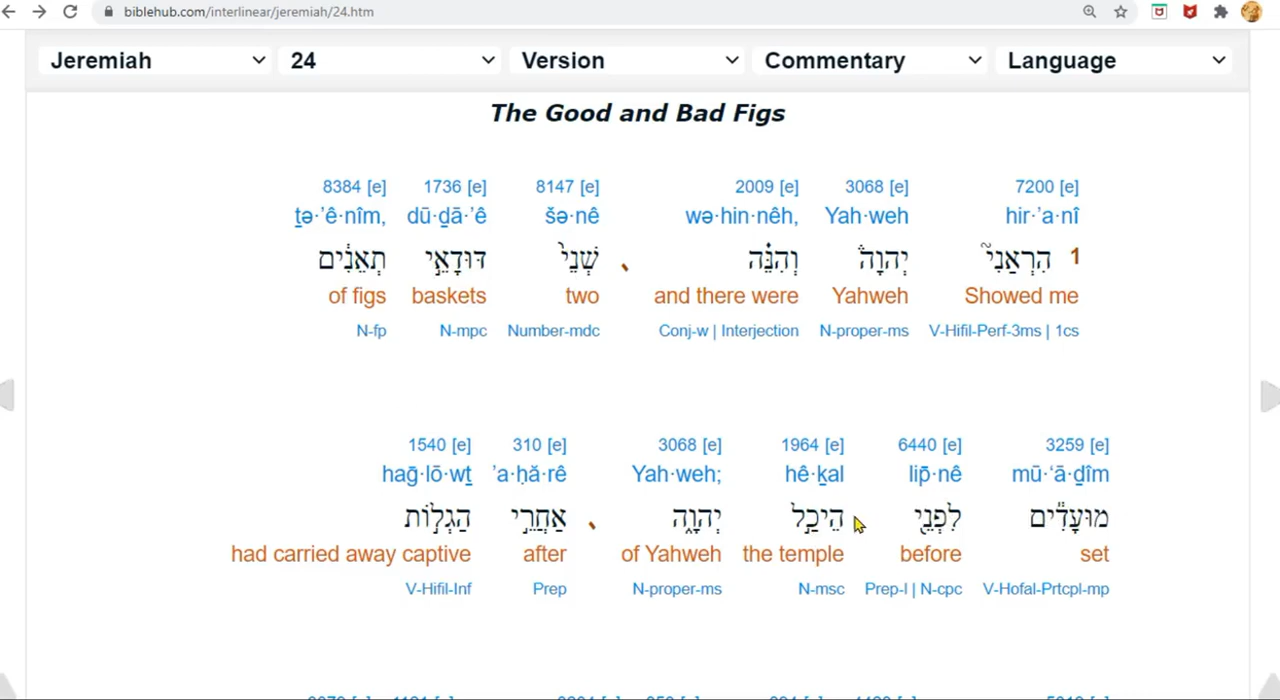 biblehub.com/interlinear/jeremiah/24.htm
Jeremiah 24 Version Commentary Language
The Good and Bad Figs
8384 [e] 1736 [e] 8147 [e] 2009 [e] 3068 [e] 7200 [e]
ṯə·’ê·nîm, dū·ḏā·’ê šə·nê wə·hin·nêh, Yah·weh hir·’a·nî
1 הִרְאַנִי֮ יְהוָה֒ וְהִנֵּ֗ה 、 שְׁנֵי֙ דּוּדָאֵ֣י תְאֵנִ֔ים
of figs baskets two and there were Yahweh Showed me
N-fp N-mpc Number-mdc Conj-w | Interjection N-proper-ms V-Hifil-Perf-3ms | 1cs
1540 [e] 310 [e] 3068 [e] 1964 [e] 6440 [e] 3259 [e]
haḡ·lō·wṯ ’a·ḥă·rê Yah·weh; hê·ḵal lip̄·nê mū·‘ā·ḏîm
מוּעָדִ֕ים לִפְנֵ֖י הֵיכַ֣ל יְהוָ֑ה 、 אַחֲרֵ֣י הַגְל֣וֹת
had carried away captive after of Yahweh the temple before set
V-Hifil-Inf Prep N-proper-ms N-msc Prep-l | N-cpc V-Hofal-Prtcpl-mp